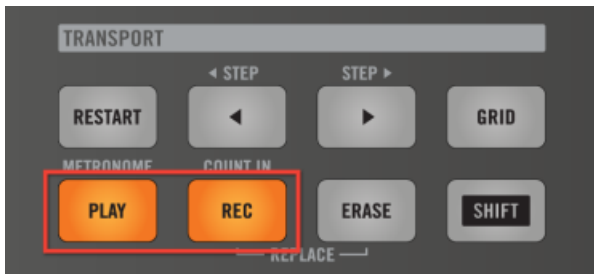 TRANSPORT
◀ STEP STEP ▶
RESTART ◀ ▶ GRID
METRONOME COUNT IN
PLAY REC ERASE SHIFT
REPLACE